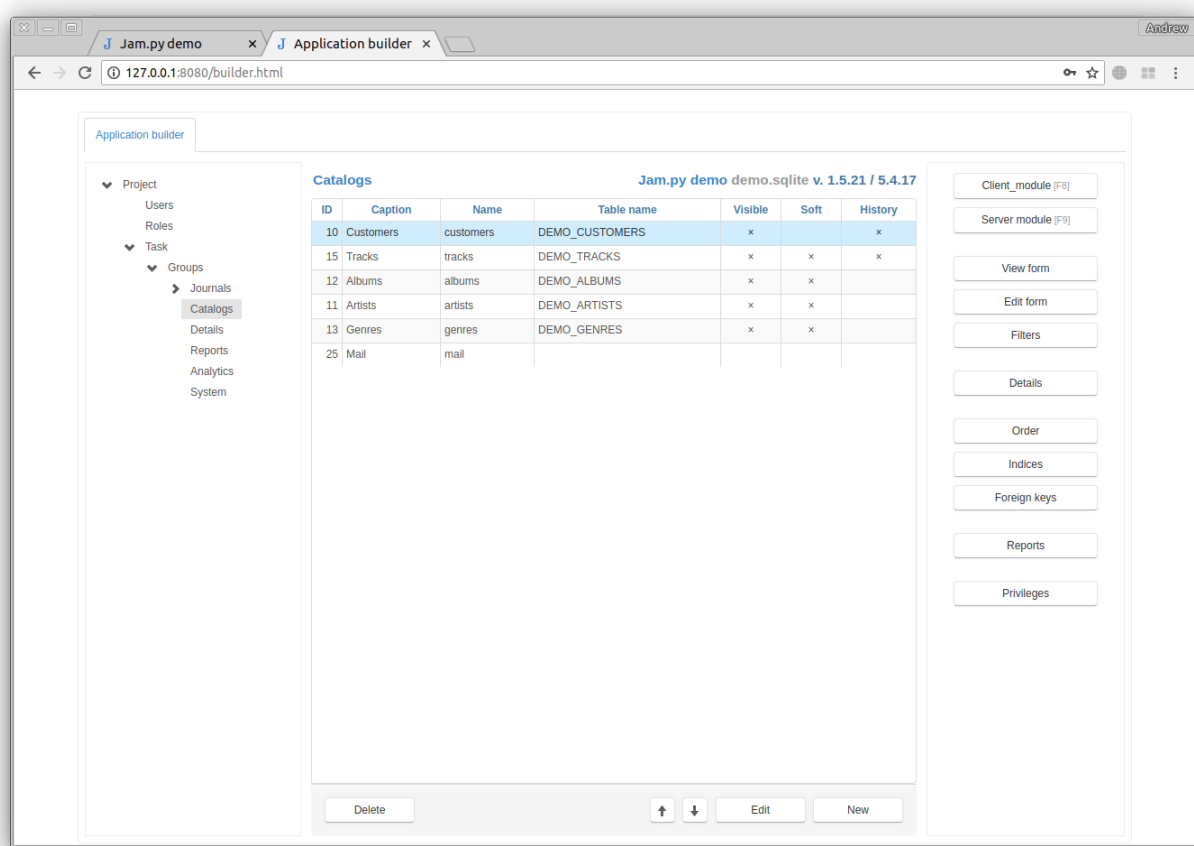 Andrew
Jam.py demo
Application builder
127.0.0.1:8080/builder.html
Application builder
Project
Users
Roles
Task
Groups
Journals
Catalogs
Details
Reports
Analytics
System
Catalogs
Jam.py demo demo.sqlite v. 1.5.21 / 5.4.17
ID Caption Name Table name Visible Soft History
10 Customers customers DEMO_CUSTOMERS × ×
15 Tracks tracks DEMO_TRACKS × × ×
12 Albums albums DEMO_ALBUMS × ×
11 Artists artists DEMO_ARTISTS × ×
13 Genres genres DEMO_GENRES × ×
25 Mail mail
Delete
Edit
New
Client_module [F8]
Server module [F9]
View form
Edit form
Filters
Details
Order
Indices
Foreign keys
Reports
Privileges